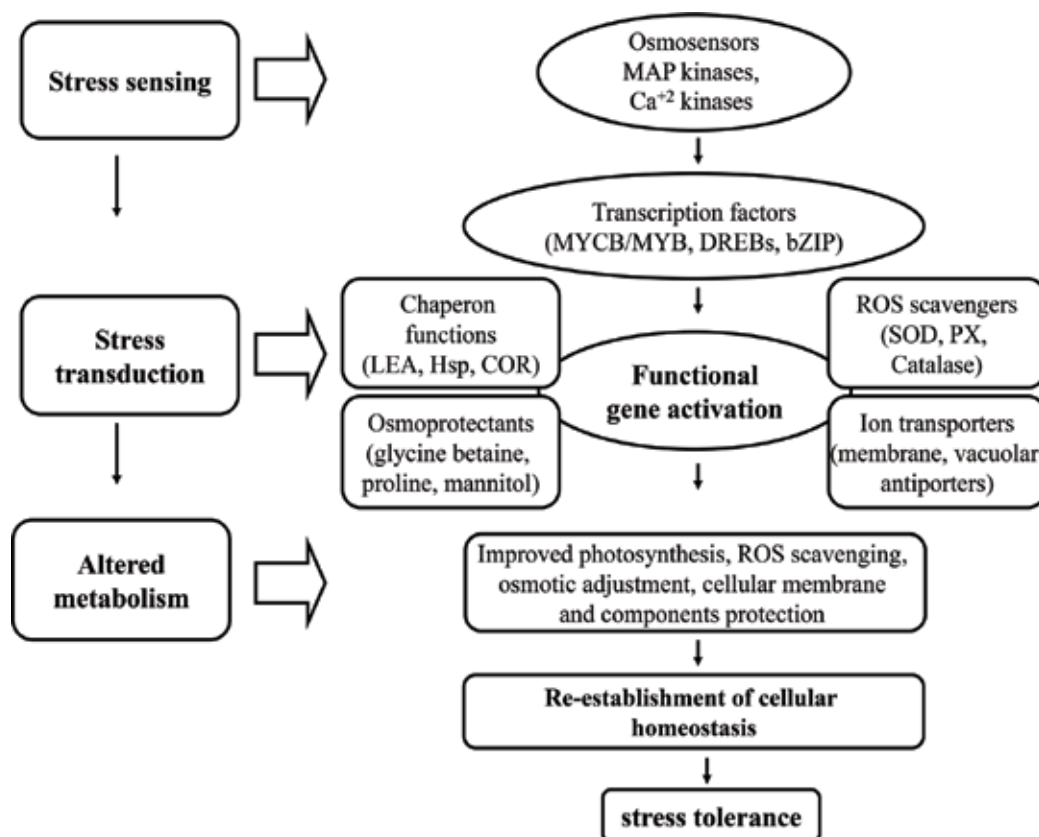 Stress sensing
Osmosensors
MAP kinases,
Ca+2 kinases
Transcription factors
(MYCB/MYB, DREBs, bZIP)
Stress
transduction
Chaperon
functions
(LEA, Hsp, COR)
Osmoprotectants
(glycine betaine,
proline, mannitol)
Functional
gene activation
ROS scavengers
(SOD, PX,
Catalase)
Ion transporters
(membrane, vacuolar
antiporters)
Altered
metabolism
Improved photosynthesis, ROS scavenging,
osmotic adjustment, cellular membrane
and components protection
Re-establishment of cellular
homeostasis
stress tolerance